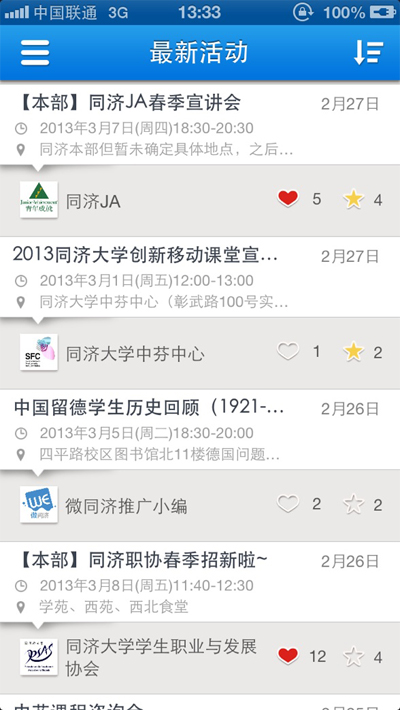 中国联通 3G 13:33 100%
最新活动
【本部】同济JA春季宣讲会 2月27日
2013年3月7日(周四)18:30-20:30
同济本部但暂未确定具体地点，之后...
青年成就
同济JA 5 4
2013同济大学创新移动课堂宣... 2月27日
2013年3月1日(周五)12:00-13:00
同济大学中芬中心（彰武路100号实...
SFC
同济大学中芬中心 1 2
中国留德学生历史回顾（1921-... 2月26日
2013年3月5日(周二)18:30-20:00
四平路校区图书馆北11楼德国问题...
WE
微同济
微同济推广小编 2 2
【本部】同济职协春季招新啦~ 2月26日
2013年3月8日(周五)11:40-12:30
学苑、西苑、西北食堂
同济大学学生职业与发展
协会 12 4